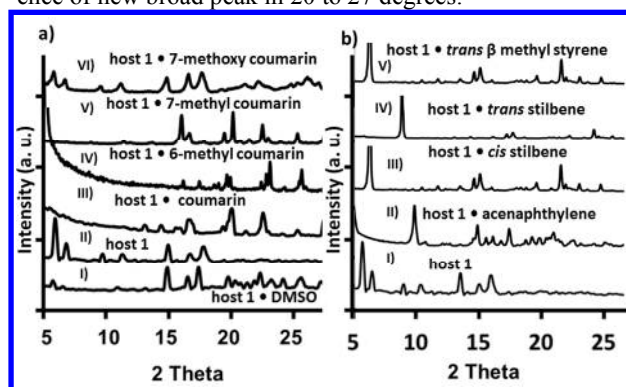 ence of new broad peak in 20 to 27 degrees.
a)
VI) host 1 • 7-methoxy coumarin
V) host 1 • 7-methyl coumarin
IV) host 1 • 6-methyl coumarin
III) host 1 • coumarin
II) host 1
I) host 1 • DMSO
Intensity (a. u.)
5 10 15 20 25
2 Theta
b)
host 1 • trans β methyl styrene
V)
IV) host 1 • trans stilbene
host 1 • cis stilbene
III)
II) host 1 • acenaphthylene
I) host 1
Intensity (a. u.)
5 10 15 20 25
2 Theta